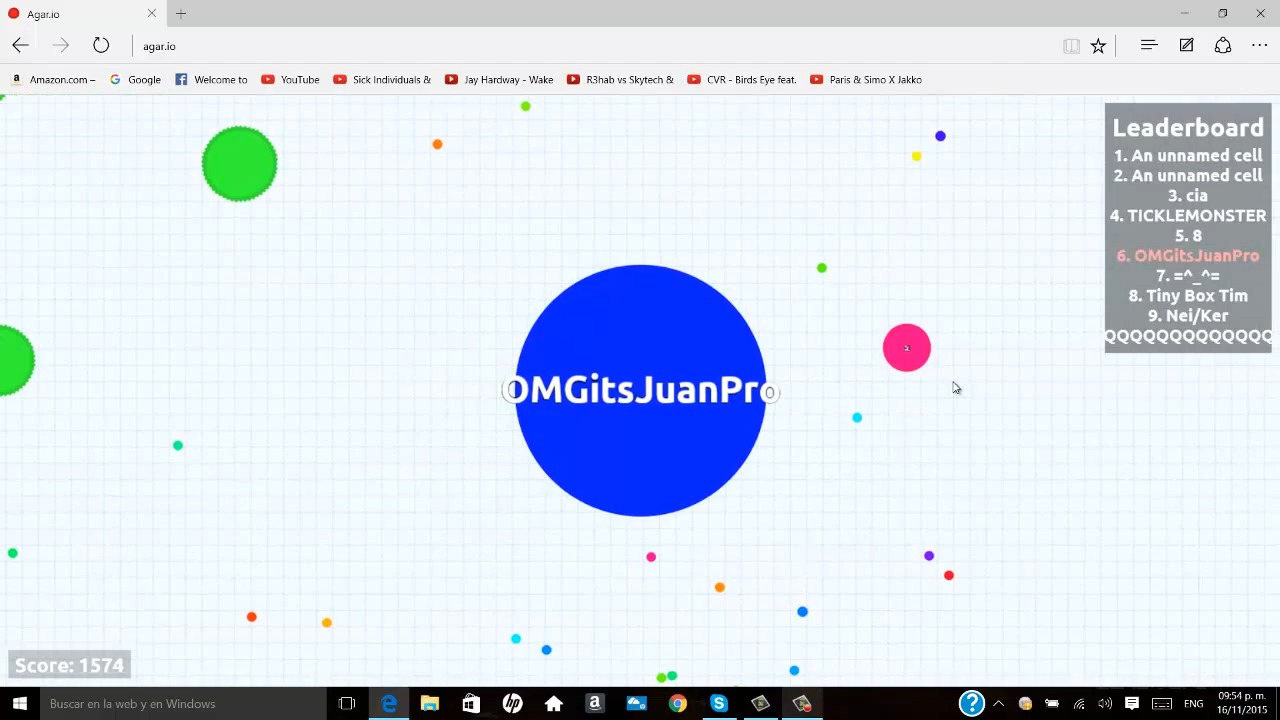 Agar.io
agar.io
Amazon.com –
Google
Welcome to
YouTube
Sick Individuals &
Jay Hardway - Wake
R3hab vs Skytech &
CVR - Birds Eye feat.
Paris & Simo X Jakko
Leaderboard
1. An unnamed cell
2. An unnamed cell
3. cia
4. TICKLEMONSTER
5. 8
6. OMGitsJuanPro
7. =^_^=
8. Tiny Box Tim
9. Nei/Ker
QQQQQQQQQQQQQ
OMGitsJuanPro
Score: 1574
Buscar en la web y en Windows
ENG
09:54 p. m.
16/11/2015